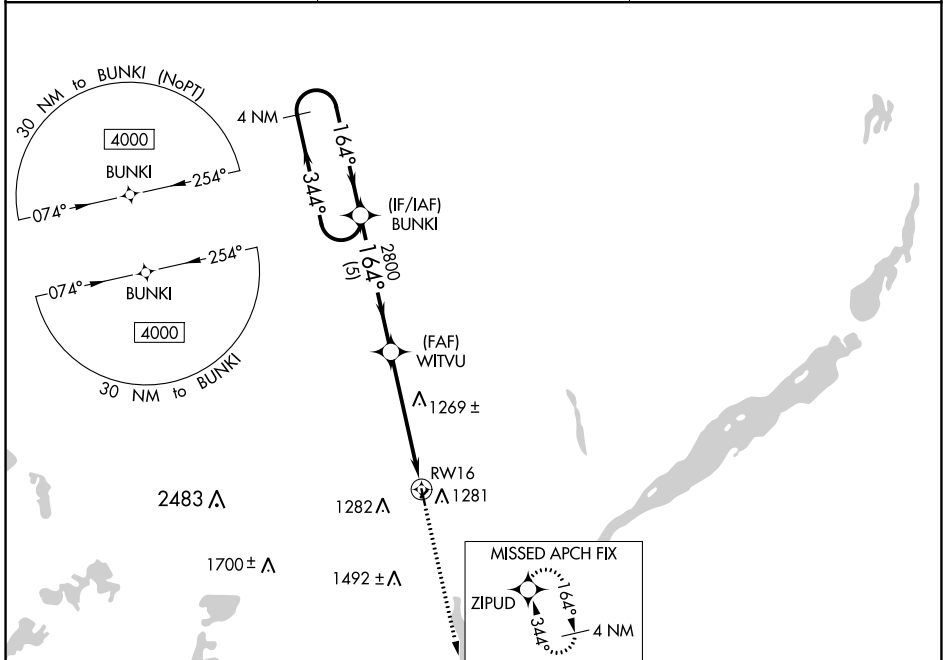 30 NM to BUNKI (NoPT)
4000
BUNKI
074°
254°
254°
074°
BUNKI
4000
30 NM to BUNKI
4 NM
164°
344°
(IF/IAF)
BUNKI
2800
164°
(5)
(FAF)
WITVU
1269 ±
RW16
1281
2483
1282
1700 ±
1492 ±
MISSED APCH FIX
ZIPUD
164°
344°
4 NM